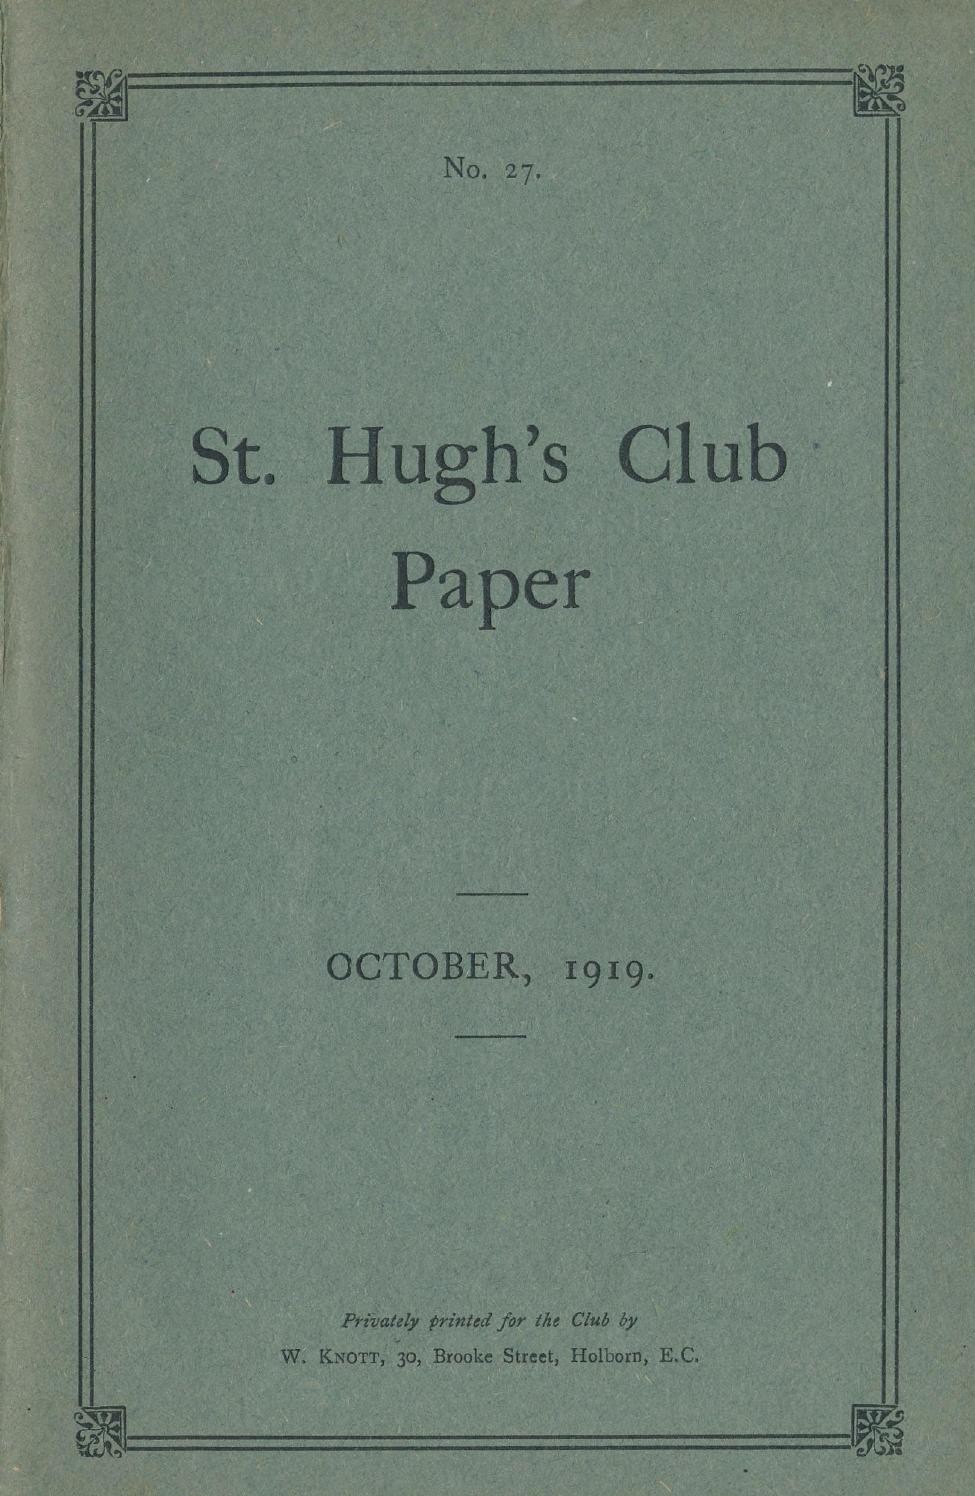 No. 27.
St. Hugh's Club
Paper
OCTOBER, 1919.
Privately printed for the Club by
W. KNOTT, 30, Brooke Street, Holborn, E.C.